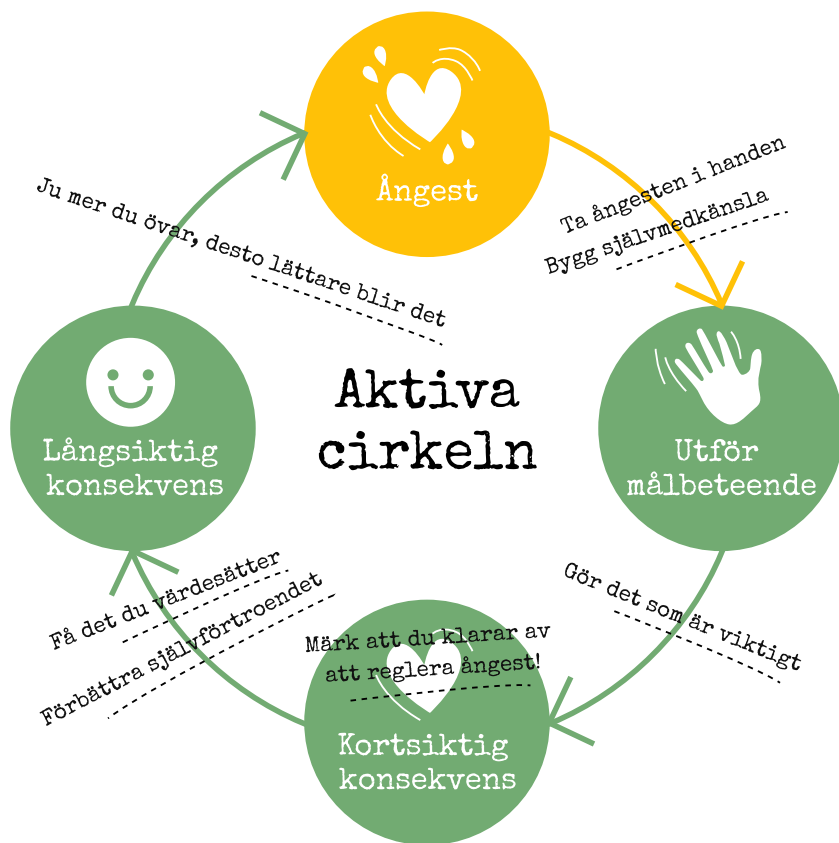 Ångest
Ta ångesten i handen
Bygg självmedkänsla
Ju mer du övar, desto lättare blir det
Aktiva
cirkeln
Utför
målbeteende
Långsiktig
konsekvens
Gör det som är viktigt
Få det du värdesätter
Förbättra självförtroendet
Märk att du klarar av
att reglera ångest!
Kortsiktig
konsekvens